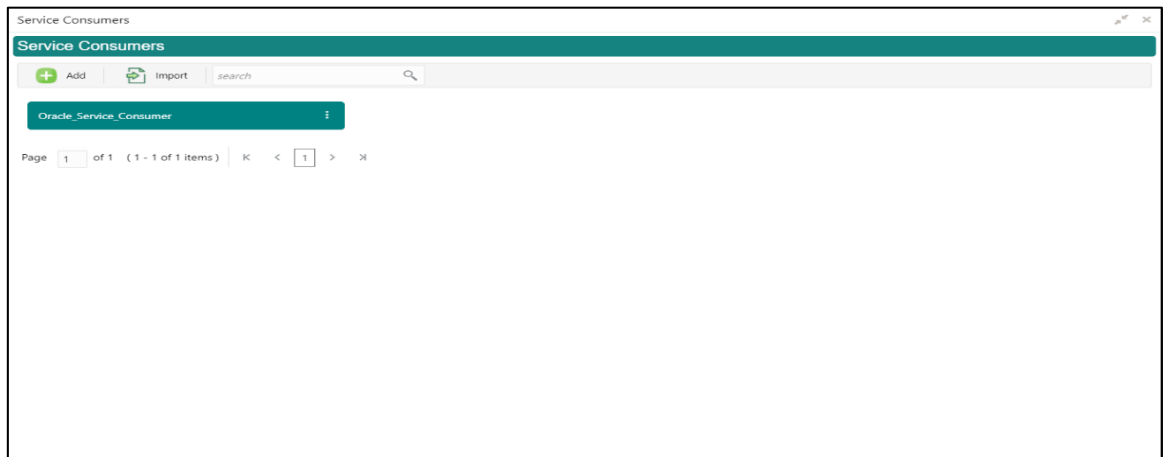 Service Consumers
Service Consumers
Add Import search
Oracle_Service_Consumer
Page 1 of 1 ( 1 - 1 of 1 items ) K < 1 > >|